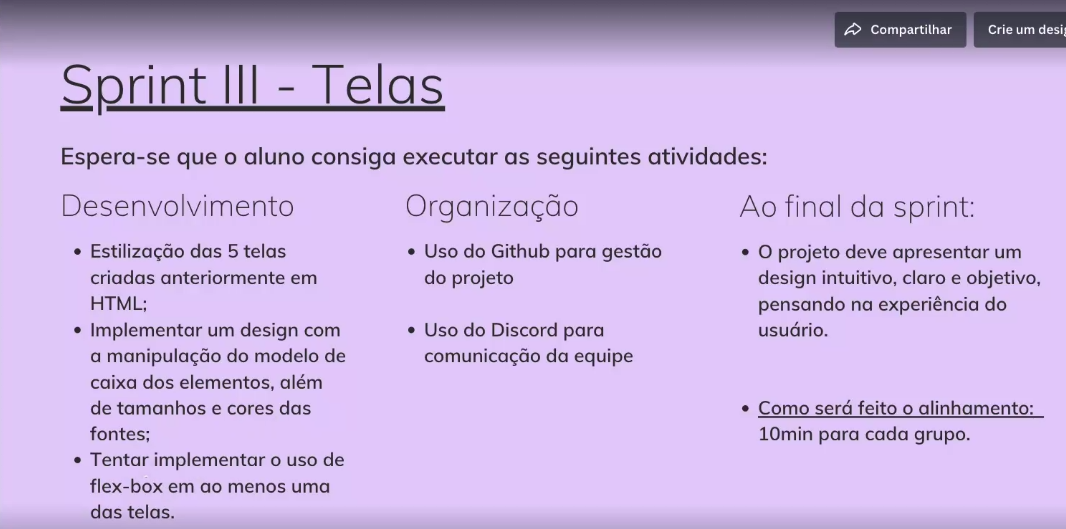 Compartilhar
Crie um desig
Sprint III - Telas
Espera-se que o aluno consiga executar as seguintes atividades:
Desenvolvimento
• Estilização das 5 telas
criadas anteriormente em
HTML;
• Implementar um design com
a manipulação do modelo de
caixa dos elementos, além
de tamanhos e cores das
fontes;
• Tentar implementar o uso de
flex-box em ao menos uma
das telas.
Organização
• Uso do Github para gestão
do projeto
• Uso do Discord para
comunicação da equipe
Ao final da sprint:
• O projeto deve apresentar um
design intuitivo, claro e objetivo,
pensando na experiência do
usuário.
• Como será feito o alinhamento:
10min para cada grupo.